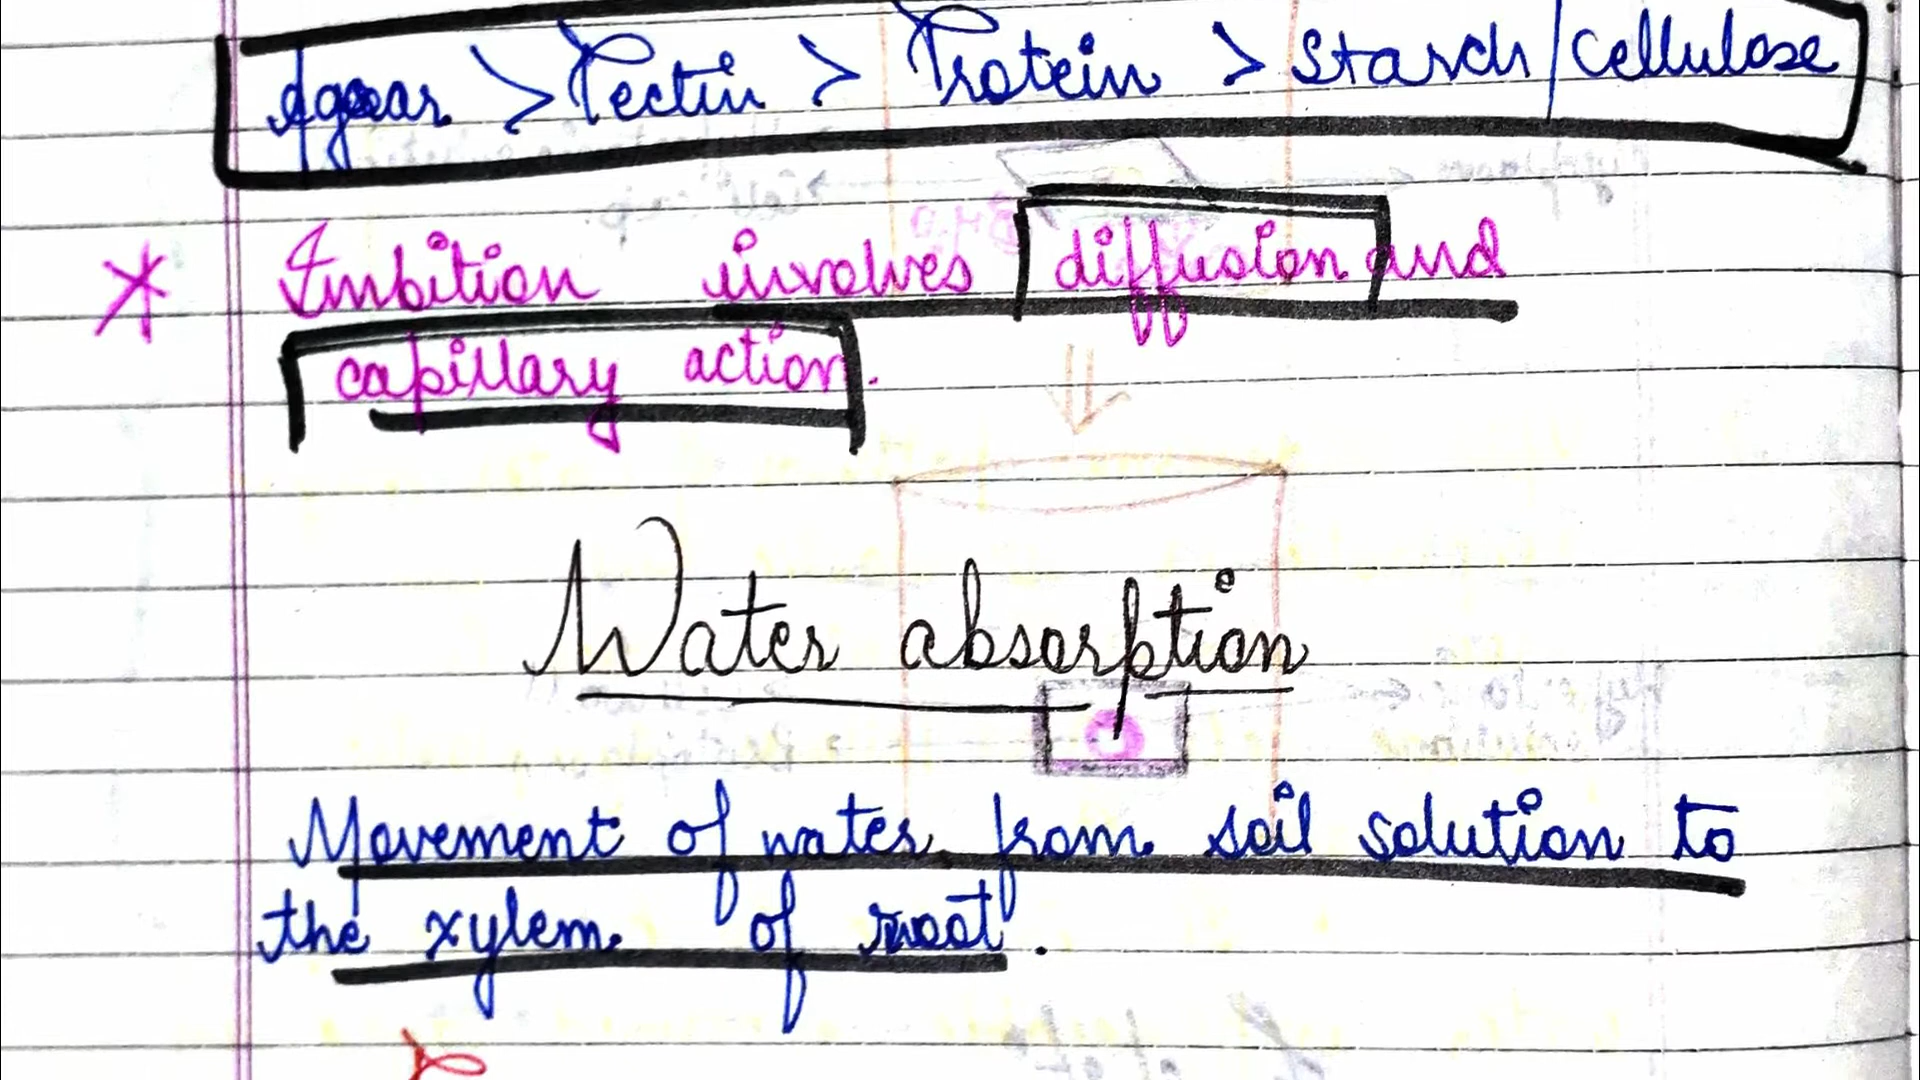 Agar > Pectin > Protein > Starch/Cellulose
* Imbition involves diffusion and
capillary action.
Water absorption
Movement of water from soil solution to
the xylem of root.